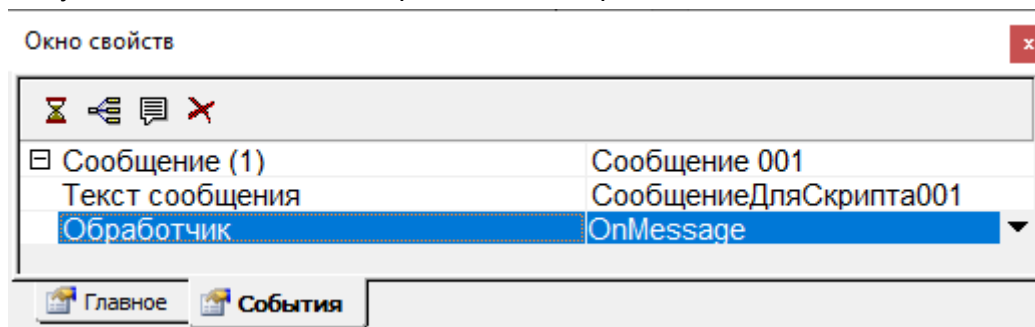 Окно свойств
Сообщение (1) Сообщение 001
Текст сообщения СообщениеДляСкрипта001
Обработчик OnMessage
Главное События